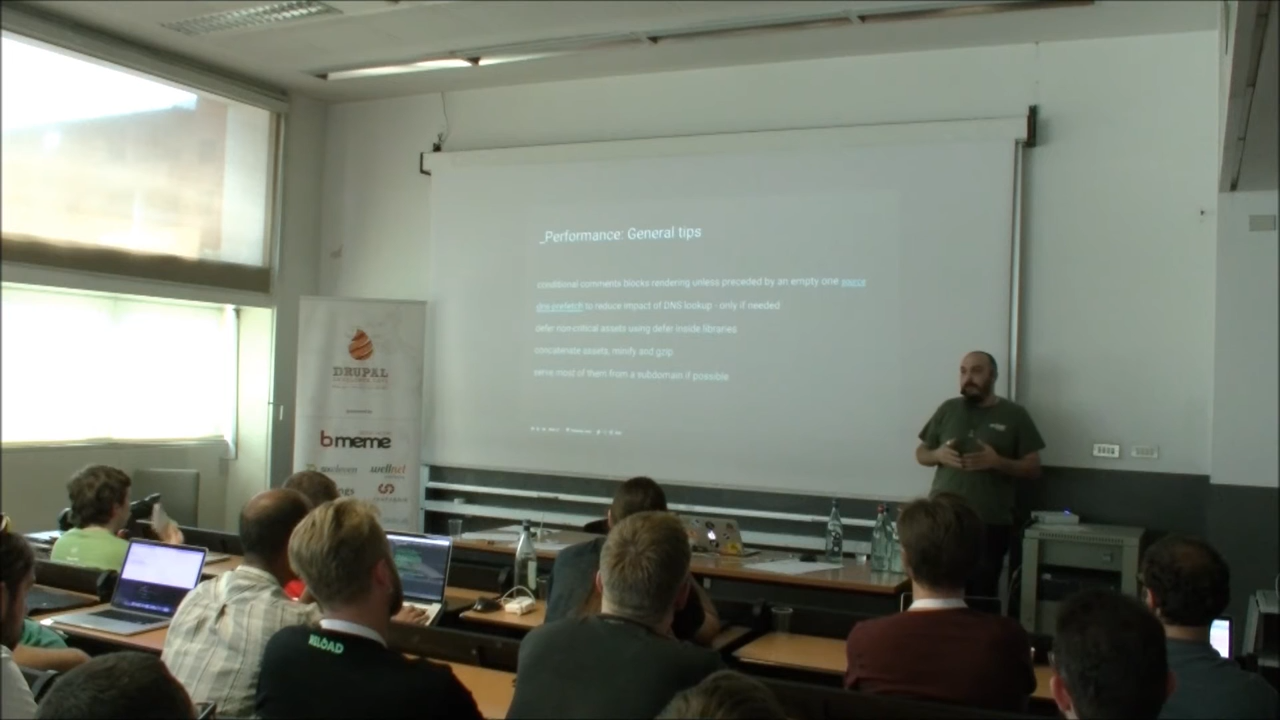 _Performance: General tips
conditional comments blocks rendering unless preceded by an empty one source
dns-prefetch to reduce impact of DNS lookup - only if needed
defer non-critical assets using defer inside libraries
concatenate assets, minify and gzip
serve most of them from a subdomain if possible
DRUPAL
bmeme
wellnet
RELOAD